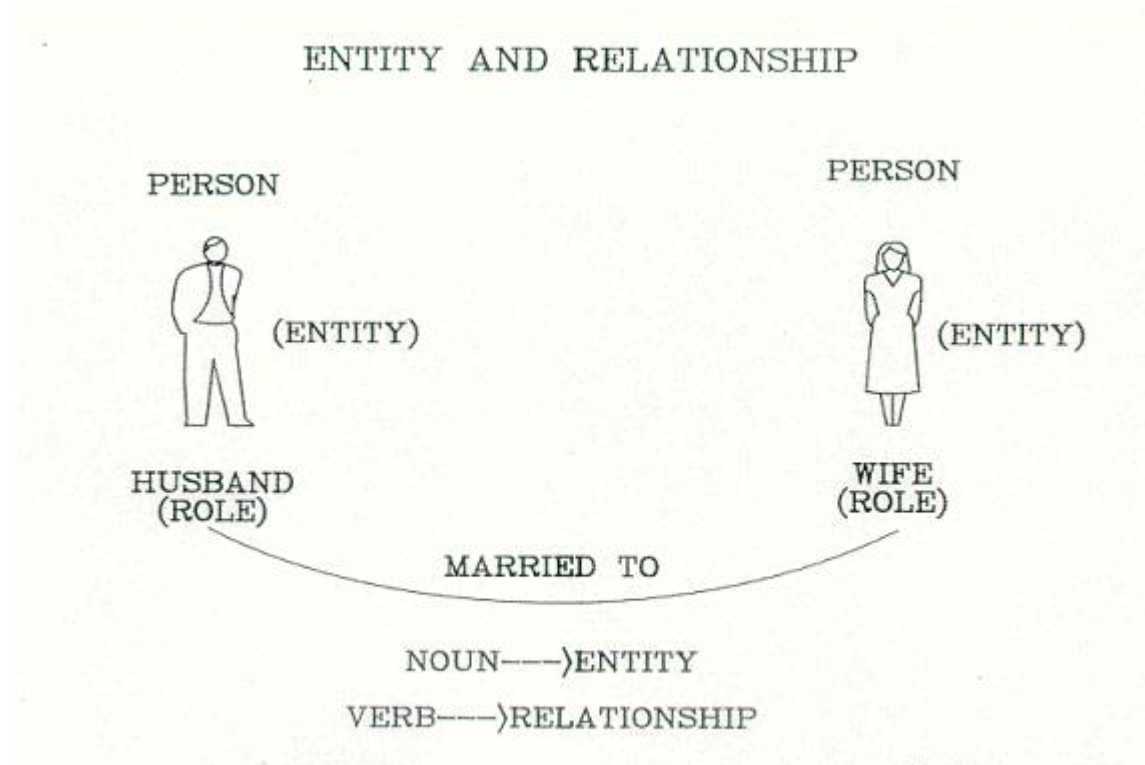 ENTITY AND RELATIONSHIP
PERSON
PERSON
(ENTITY)
(ENTITY)
HUSBAND
(ROLE)
WIFE
(ROLE)
MARRIED TO
NOUN--->ENTITY
VERB--->RELATIONSHIP